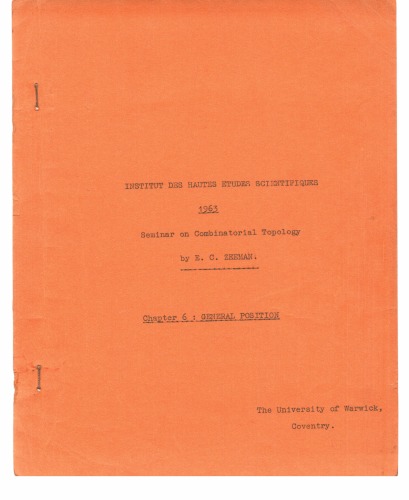 INSTITUT DES HAUTES ETUDES SCIENTIFIQUES
1963
Seminar on Combinatorial Topology
by E. C. ZEEMAN.
Chapter 6 : GENERAL POSITION
The University of Warwick,
Coventry.